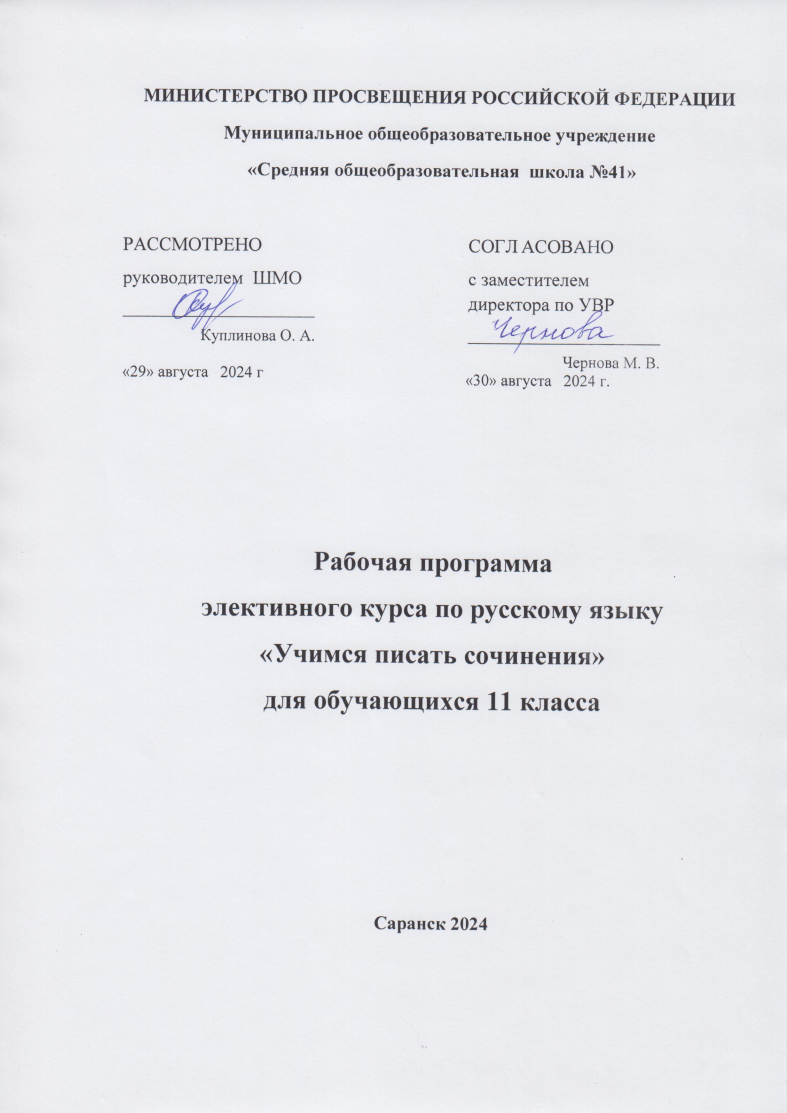 МИНИСТЕРСТВО ПРОСВЕЩЕНИЯ РОССИЙСКОЙ ФЕДЕРАЦИИ
Муниципальное общеобразовательное учреждение
«Средняя общеобразовательная школа №41»
РАССМОТРЕНО
руководителем ШМО
Куплинова О. А.
«29» августа 2024 г
СОГЛ АСОВАНО
с заместителем
директора по УВР
Чернова
Чернова М. В.
«30» августа 2024 г.
Рабочая программа
элективного курса по русскому языку
«Учимся писать сочинения»
для обучающихся 11 класса
Саранск 2024